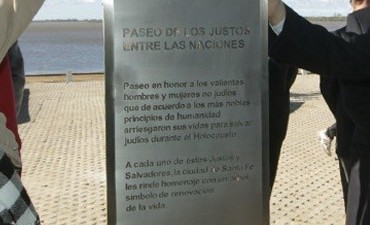 PASEO DE LOS JUSTOS
ENTRE LAS NACIONES
Paseo en honor a los valientes
hombres y mujeres no judíos
que de acuerdo a los más nobles
principios de humanidad
arriesgaron sus vidas para salvar
judíos durante el Holocausto.
A cada uno de éstos Justos y
Salvadores, la ciudad de Santa Fe
les rinde homenaje con un árbol,
símbolo de renovación
de la vida.